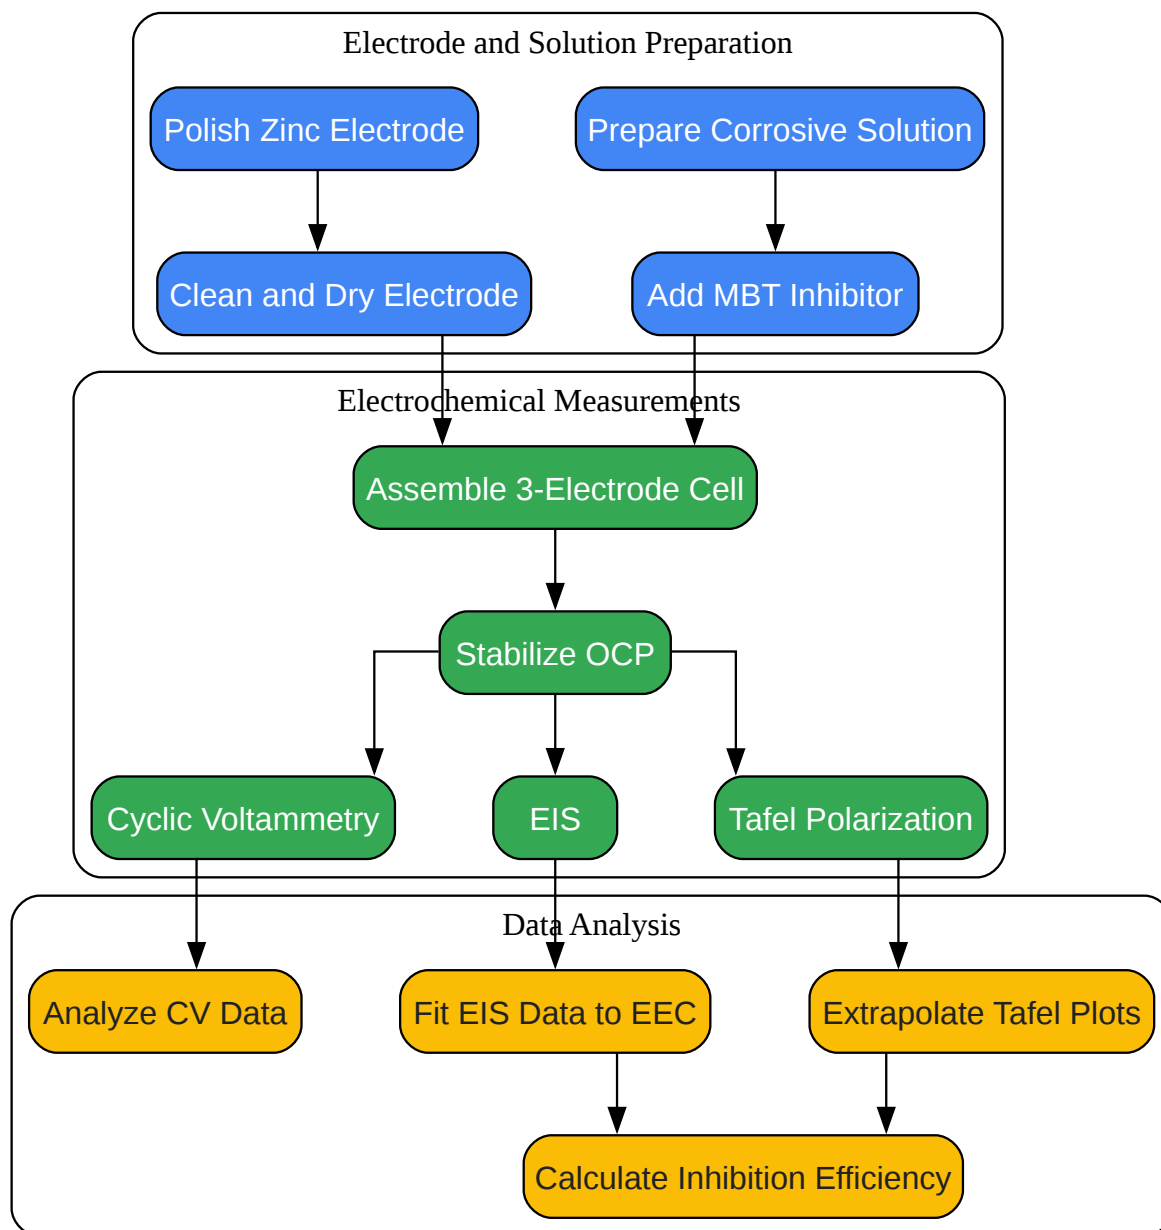 Electrode and Solution Preparation
Polish Zinc Electrode
Prepare Corrosive Solution
Clean and Dry Electrode
Add MBT Inhibitor
Electrochemical Measurements
Assemble 3-Electrode Cell
Stabilize OCP
Cyclic Voltammetry
EIS
Tafel Polarization
Data Analysis
Analyze CV Data
Fit EIS Data to EEC
Extrapolate Tafel Plots
Calculate Inhibition Efficiency